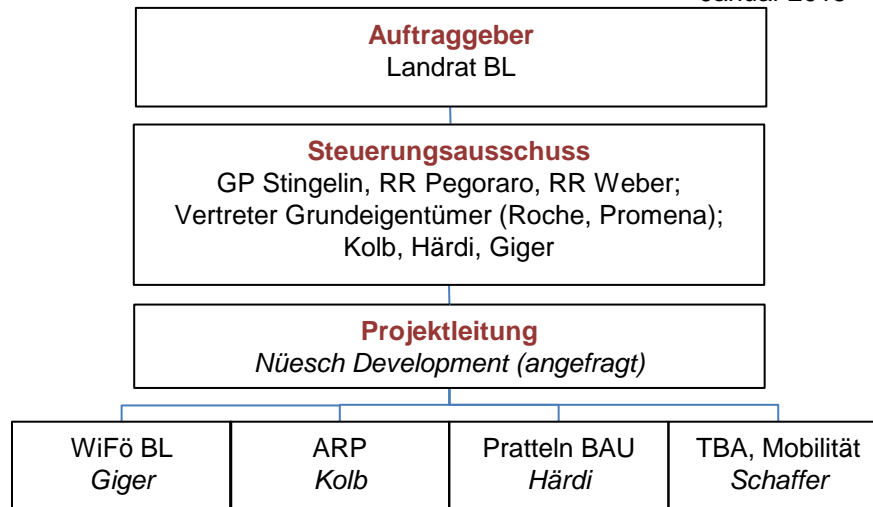 Auftraggeber
Landrat BL
Steuerungsausschuss
GP Stingelin, RR Pegoraro, RR Weber;
Vertreter Grundeigentümer (Roche, Promena);
Kolb, Härdi, Giger
Projektleitung
Nüesch Development (angefragt)
WiFö BL
Giger
ARP
Kolb
Pratteln BAU
Härdi
TBA, Mobilität
Schaffer